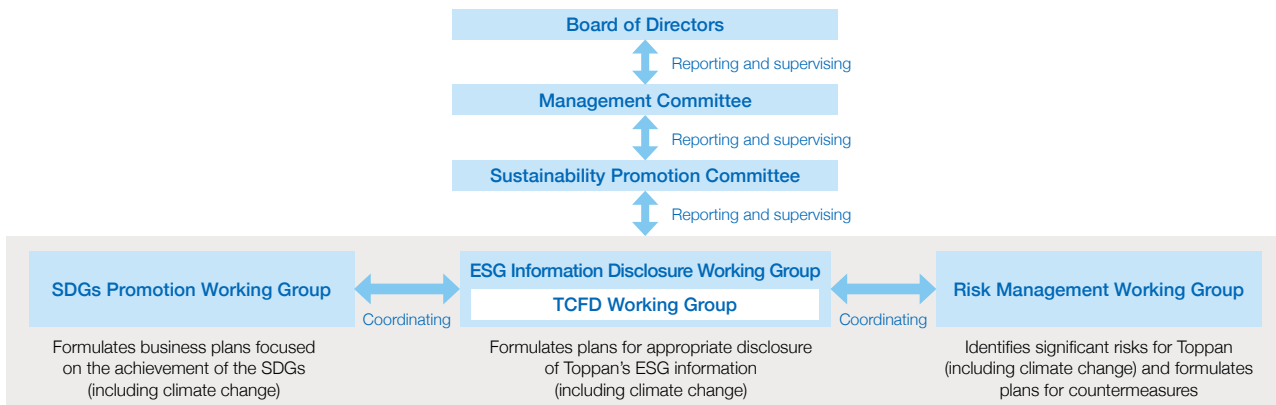 Board of Directors
Reporting and supervising
Management Committee
Reporting and supervising
Sustainability Promotion Committee
Reporting and supervising
SDGs Promotion Working Group
Coordinating
ESG Information Disclosure Working Group
TCFD Working Group
Coordinating
Risk Management Working Group
Formulates business plans focused
on the achievement of the SDGs
(including climate change)
Formulates plans for appropriate disclosure
of Toppan’s ESG information
(including climate change)
Identifies significant risks for Toppan
(including climate change) and formulates
plans for countermeasures